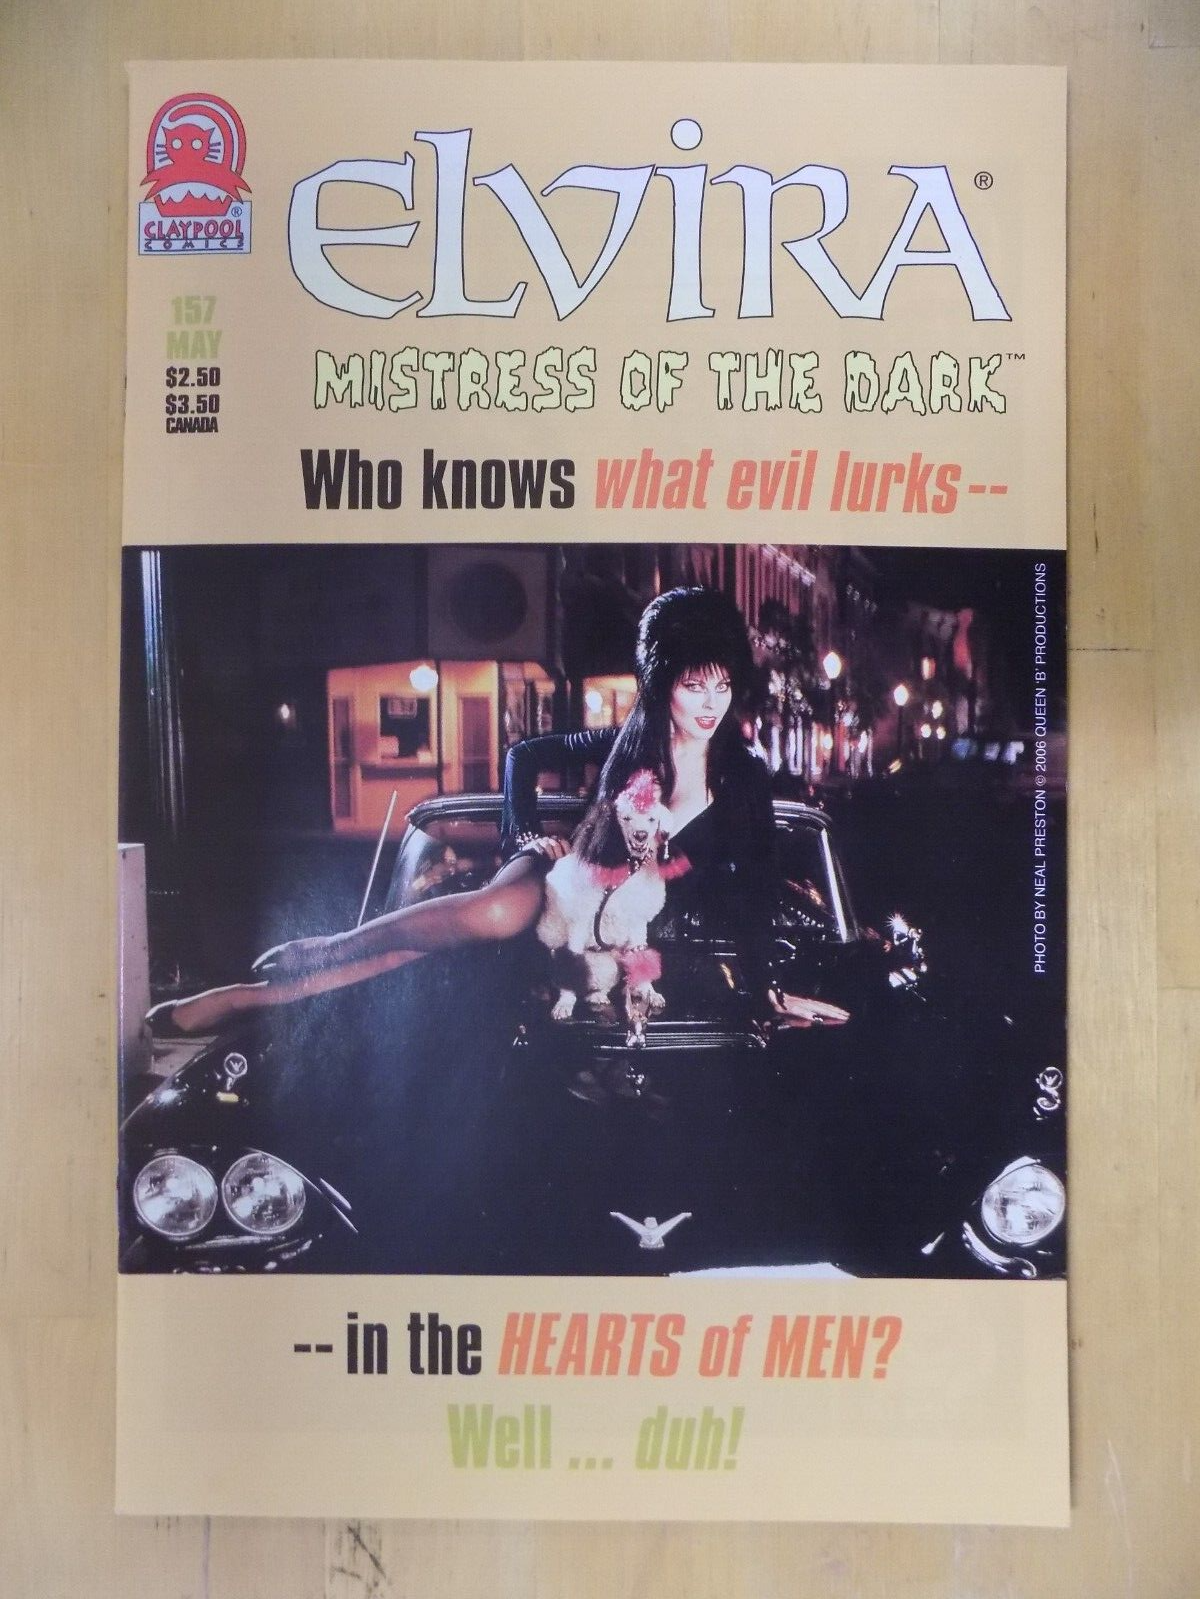 CLAYPOOL®
COMICS
ELVIRA®
MISTRESS OF THE DARK™
157
MAY
$2.50
$3.50
CANADA
Who knows what evil lurks--
PHOTO BY NEAL PRESTON © 2006 QUEEN 'B' PRODUCTIONS
--in the HEARTS of MEN?
Well ... duh!